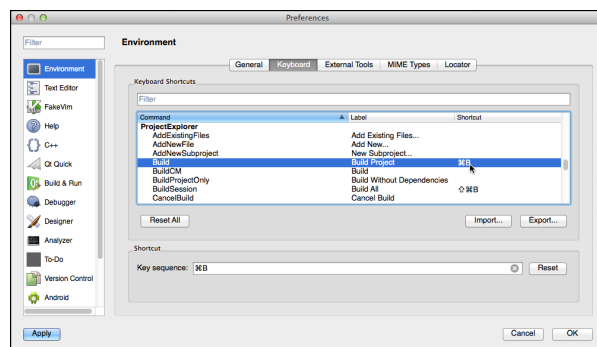 Preferences
Filter
Environment
Environment
Text Editor
FakeVim
Help
C++
Qt Quick
Build & Run
Debugger
Designer
Analyzer
To-Do
Version Control
Android
General Keyboard External Tools MIME Types Locator
Keyboard Shortcuts
Filter
Command Label Shortcut
ProjectExplorer
AddExistingFiles Add Existing Files...
AddNewFile Add New...
AddNewSubproject New Subproject...
Build Build Project ⌘B
BuildCM Build
BuildProjectOnly Build Without Dependencies
BuildSession Build All ⇧⌘B
CancelBuild Cancel Build
Reset All Import... Export...
Shortcut
Key sequence: ⌘B Reset
Apply Cancel OK